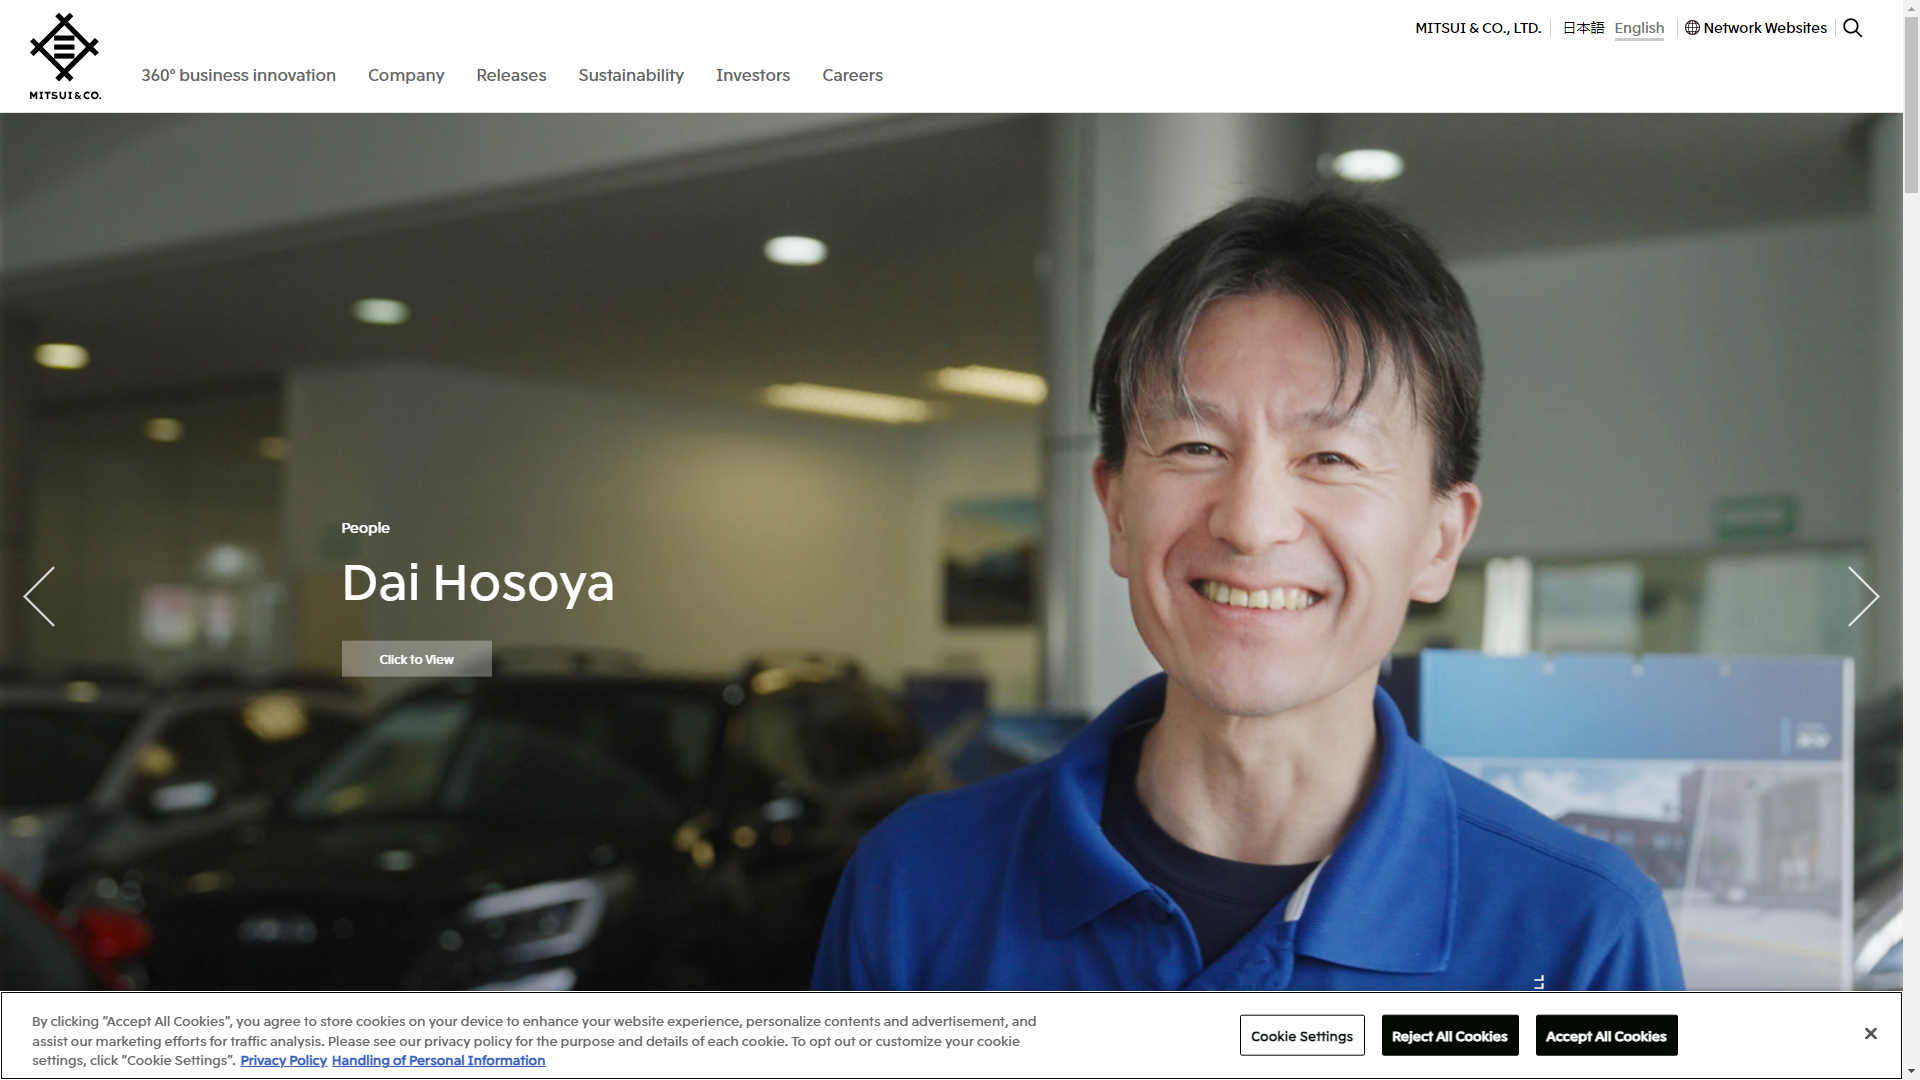 MITSUI & CO.
MITSUI & CO., LTD.
日本語
English
Network Websites
360° business innovation
Company
Releases
Sustainability
Investors
Careers
People
Dai Hosoya
Click to View
By clicking “Accept All Cookies”, you agree to store cookies on your device to enhance your website experience, personalize contents and advertisement, and
assist our marketing efforts for traffic analysis. Please see our privacy policy for the purpose and details of each cookie. To opt out or customize your cookie
settings, click “Cookie Settings”. Privacy Policy Handling of Personal Information
Cookie Settings
Reject All Cookies
Accept All Cookies